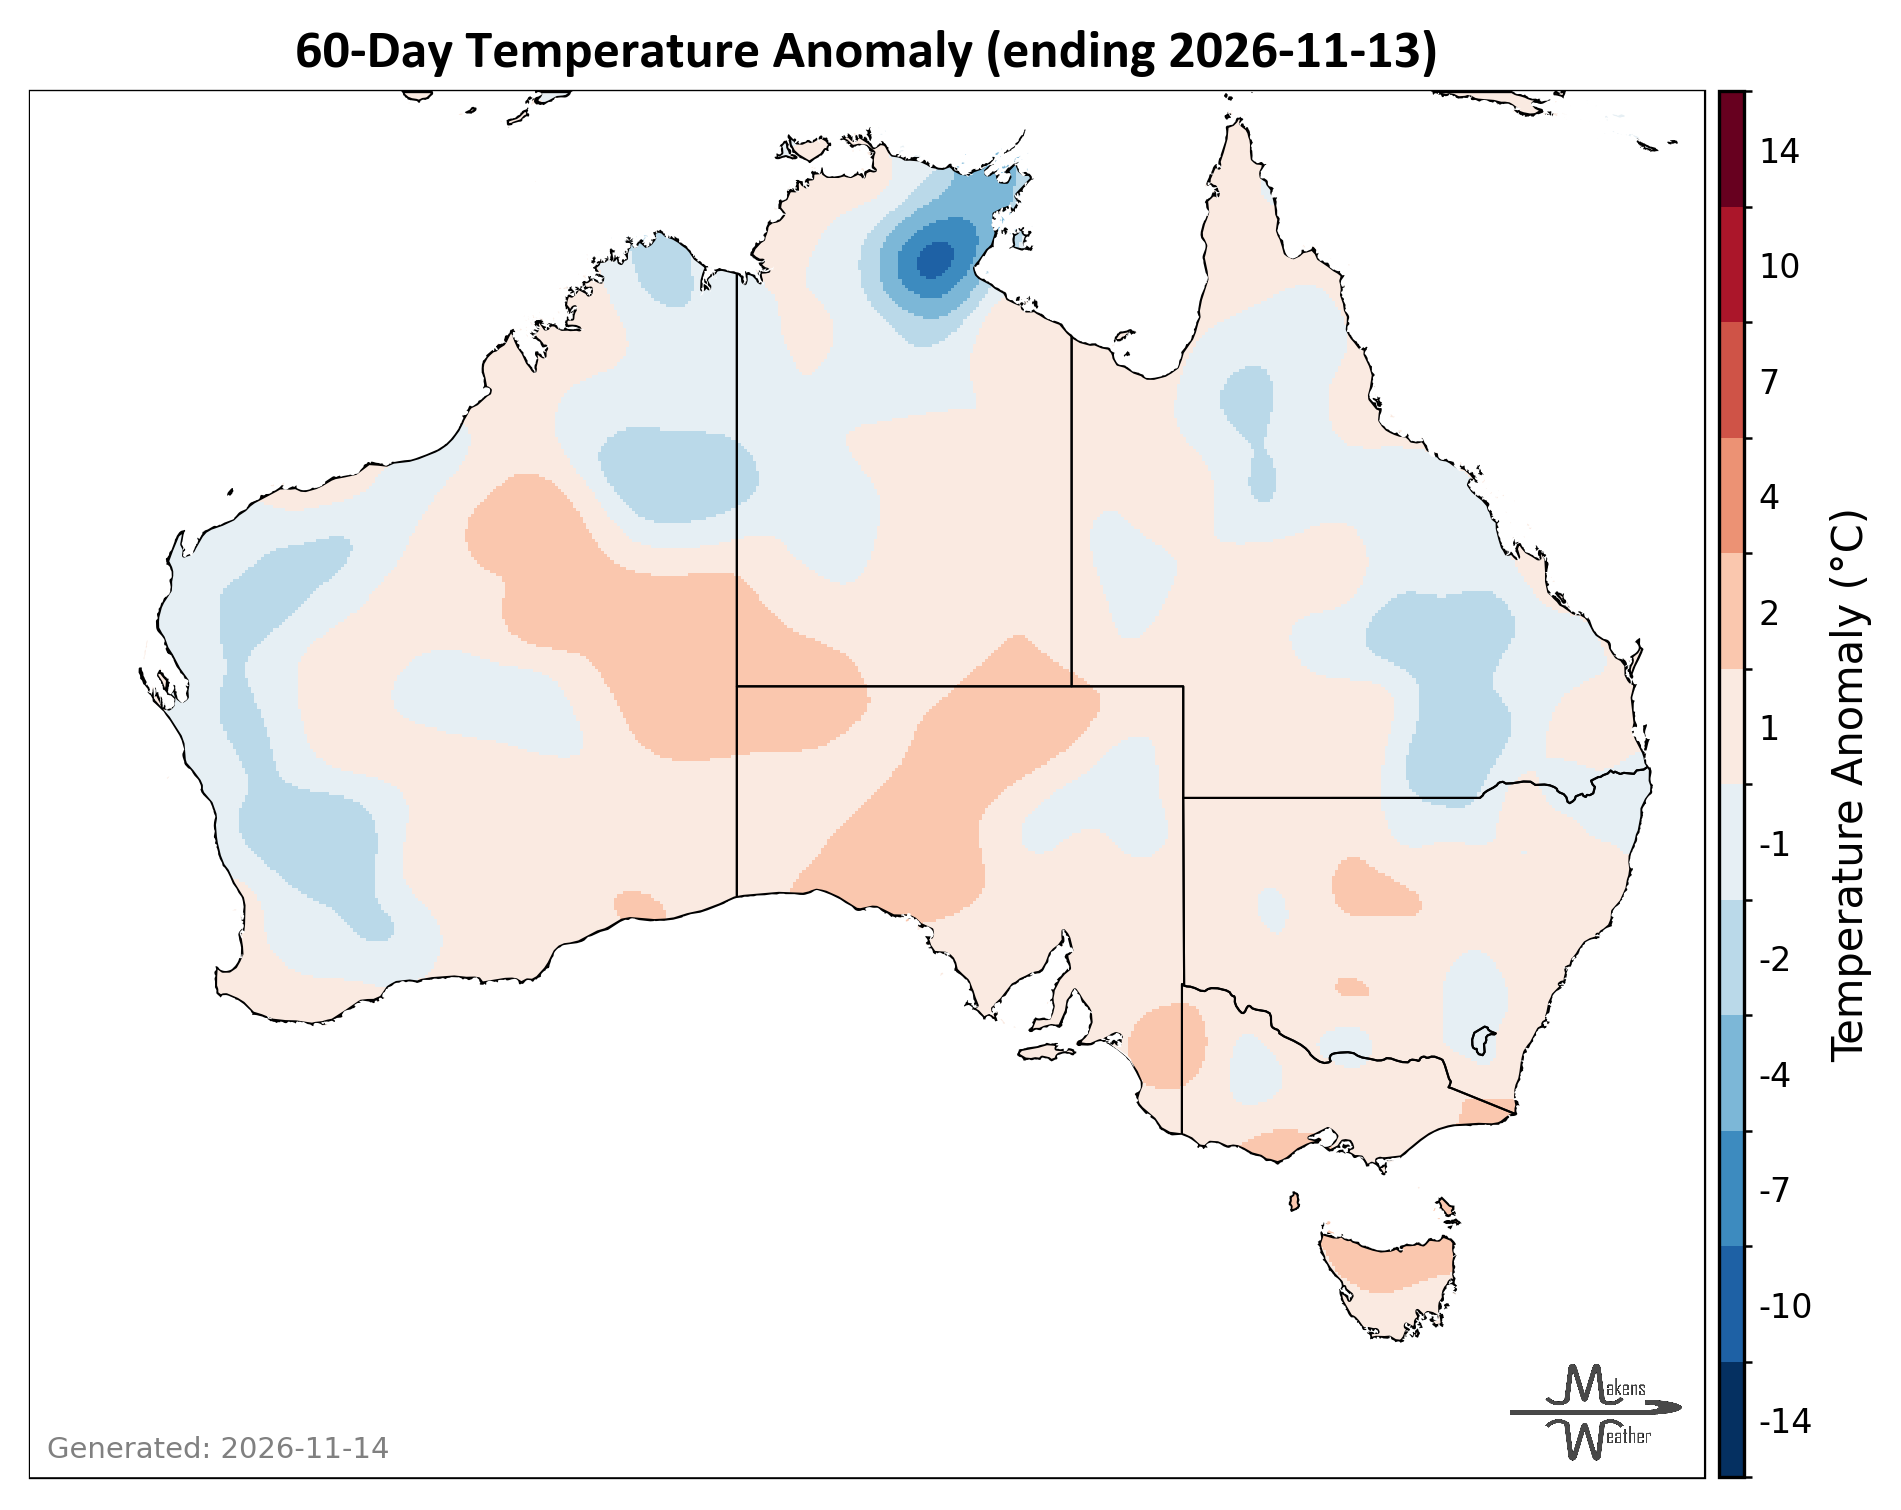 60-Day Temperature Anomaly (ending 2026-11-13)
14
10
7
4
2
1
-1
-2
-4
-7
-10
-14
Temperature Anomaly (°C)
Makens
Weather
Generated: 2026-11-14